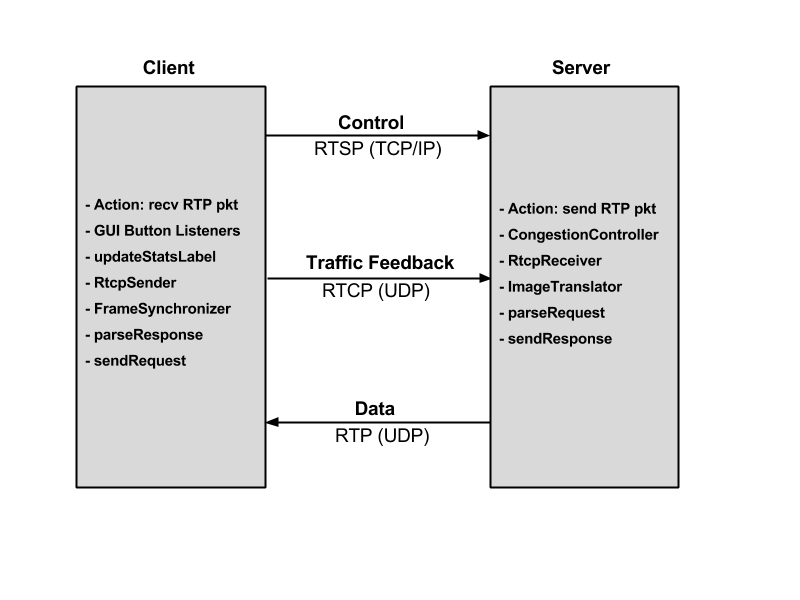 Client
Server
Control
RTSP (TCP/IP)
- Action: recv RTP pkt
- GUI Button Listeners
- updateStatsLabel
- RtcpSender
- FrameSynchronizer
- parseResponse
- sendRequest
Traffic Feedback
RTCP (UDP)
- Action: send RTP pkt
- CongestionController
- RtcpReceiver
- ImageTranslator
- parseRequest
- sendResponse
Data
RTP (UDP)